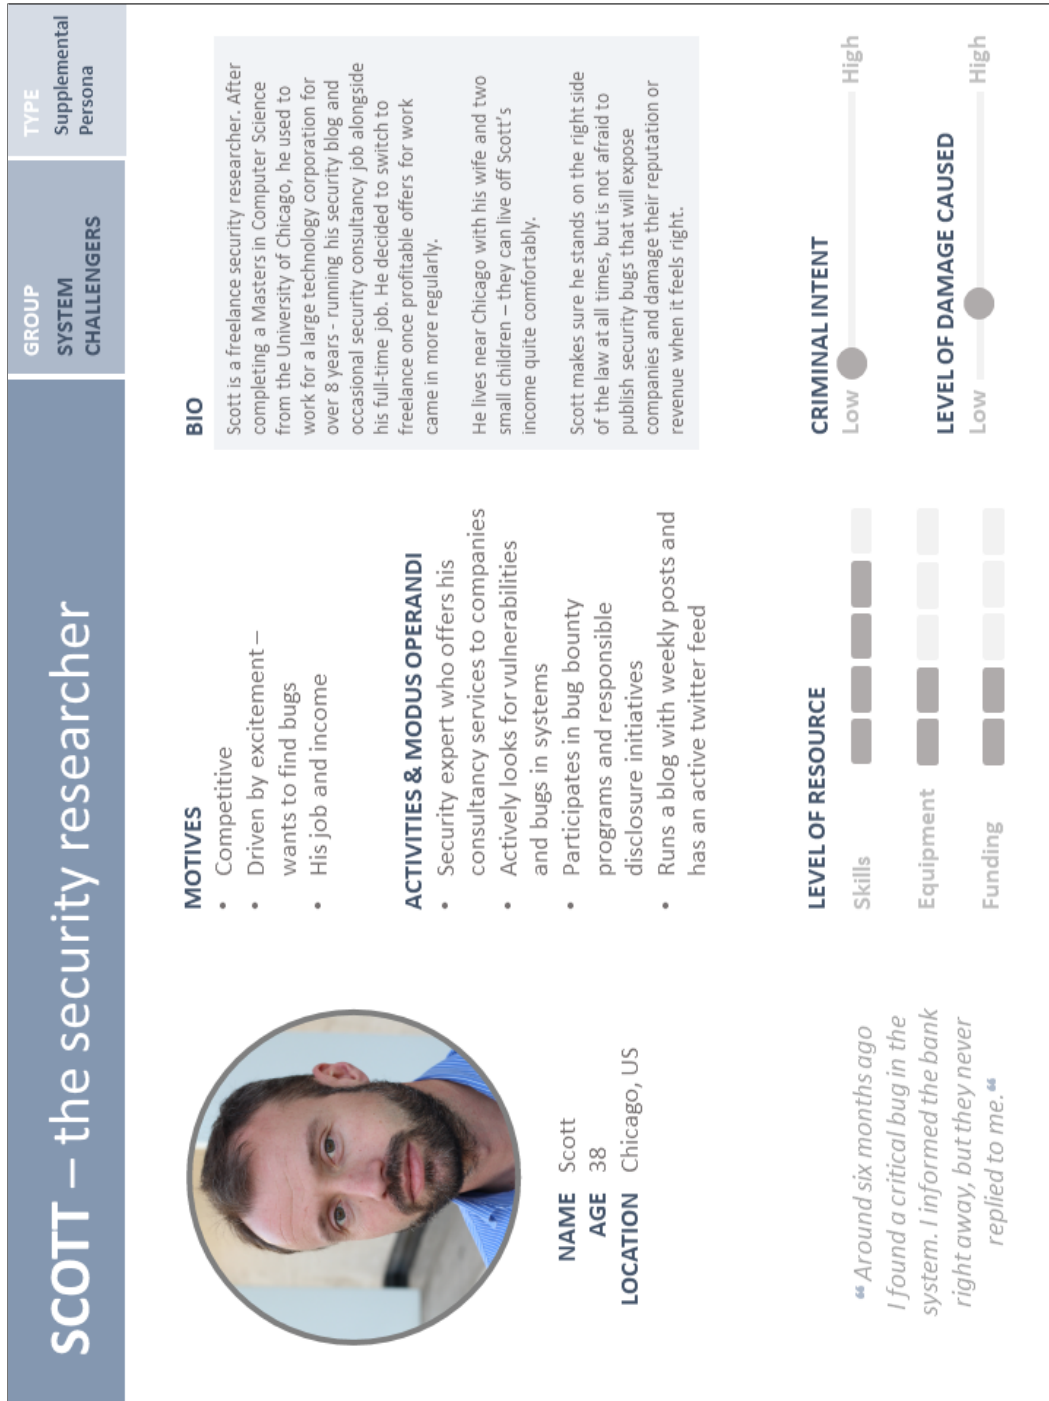 SCOTT – the security researcher
GROUP
SYSTEM
CHALLENGERS
TYPE
Supplemental
Persona
NAME Scott
AGE 38
LOCATION Chicago, US
“ Around six months ago
I found a critical bug in the
system. I informed the bank
right away, but they never
replied to me.“
MOTIVES
• Competitive
• Driven by excitement –
wants to find bugs
• His job and income
ACTIVITIES & MODUS OPERANDI
• Security expert who offers his
consultancy services to companies
• Actively looks for vulnerabilities
and bugs in systems
• Participates in bug bounty
programs and responsible
disclosure initiatives
• Runs a blog with weekly posts and
has an active twitter feed
LEVEL OF RESOURCE
Skills
Equipment
Funding
BIO
Scott is a freelance security researcher. After
completing a Masters in Computer Science
from the University of Chicago, he used to
work for a large technology corporation for
over 8 years - running his security blog and
occasional security consultancy job alongside
his full-time job. He decided to switch to
freelance once profitable offers for work
came in more regularly.
He lives near Chicago with his wife and two
small children – they can live off Scott's
income quite comfortably.
Scott makes sure he stands on the right side
of the law at all times, but is not afraid to
publish security bugs that will expose
companies and damage their reputation or
revenue when it feels right.
CRIMINAL INTENT
Low High
LEVEL OF DAMAGE CAUSED
Low High